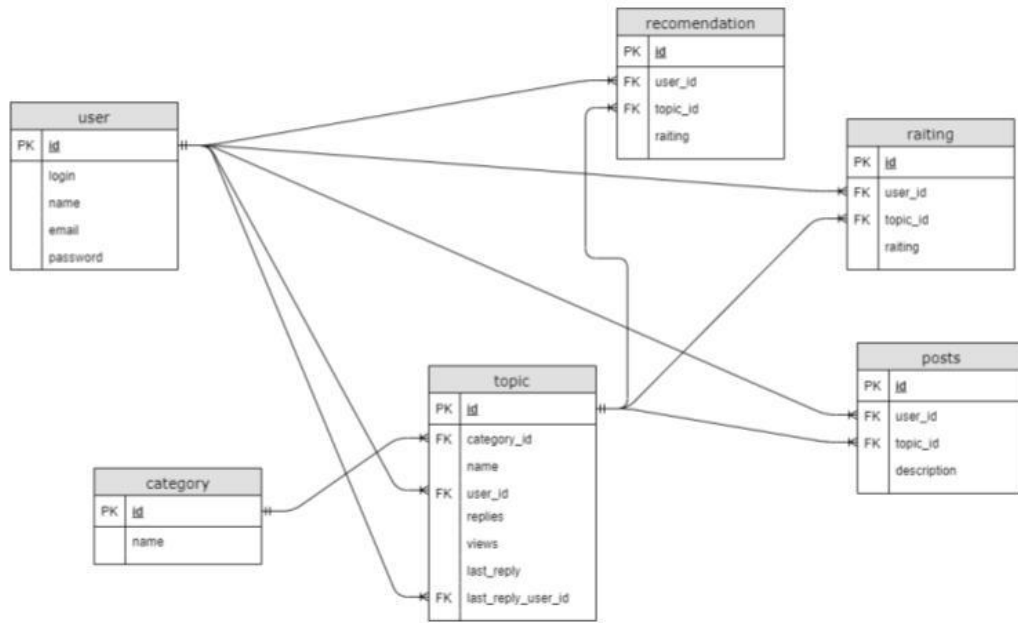 recomendation
PK id
FK user_id
FK topic_id
raiting
user
PK id
login
name
email
password
raiting
PK id
FK user_id
FK topic_id
raiting
posts
PK id
FK user_id
FK topic_id
description
topic
PK id
FK category_id
name
FK user_id
replies
views
last_reply
FK last_reply_user_id
category
PK id
name